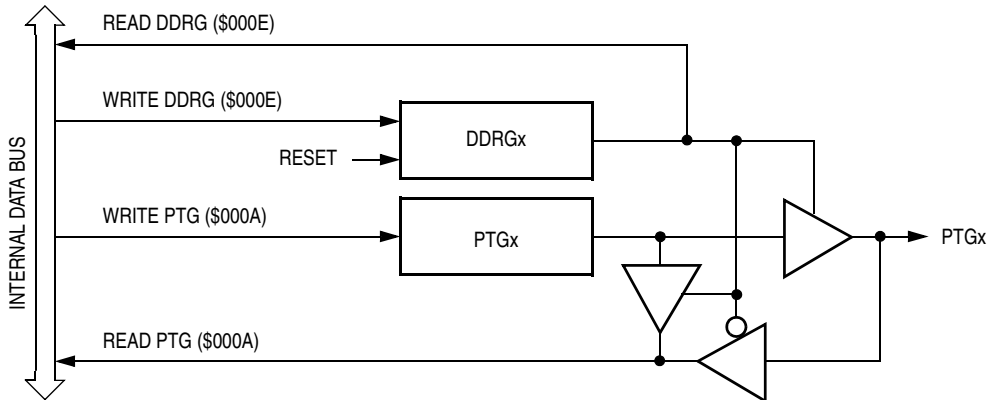 READ DDRG ($000E)
WRITE DDRG ($000E)
DDRGx
RESET
INTERNAL DATA BUS
WRITE PTG ($000A)
PTGx
PTGx
READ PTG ($000A)